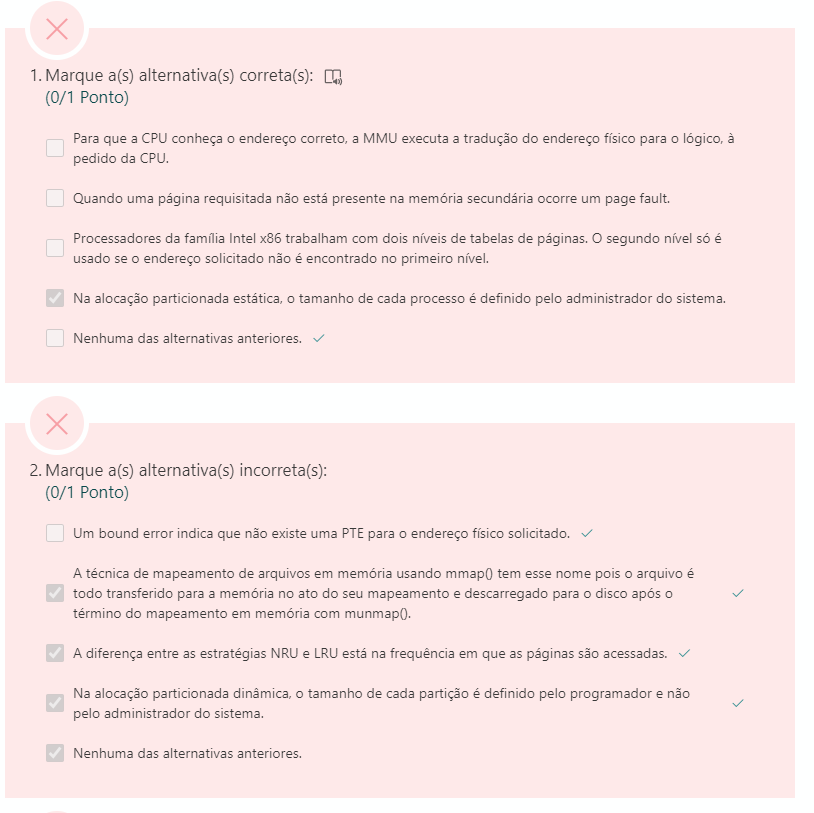 1. Marque a(s) alternativa(s) correta(s):
(0/1 Ponto)
Para que a CPU conheça o endereço correto, a MMU executa a tradução do endereço físico para o lógico, à
pedido da CPU.
Quando uma página requisitada não está presente na memória secundária ocorre um page fault.
Processadores da família Intel x86 trabalham com dois níveis de tabelas de páginas. O segundo nível só é
usado se o endereço solicitado não é encontrado no primeiro nível.
Na alocação particionada estática, o tamanho de cada processo é definido pelo administrador do sistema.
Nenhuma das alternativas anteriores.
2. Marque a(s) alternativa(s) incorreta(s):
(0/1 Ponto)
Um bound error indica que não existe uma PTE para o endereço físico solicitado.
A técnica de mapeamento de arquivos em memória usando mmap() tem esse nome pois o arquivo é
todo transferido para a memória no ato do seu mapeamento e descarregado para o disco após o
término do mapeamento em memória com munmap().
A diferença entre as estratégias NRU e LRU está na frequência em que as páginas são acessadas.
Na alocação particionada dinâmica, o tamanho de cada partição é definido pelo programador e não
pelo administrador do sistema.
Nenhuma das alternativas anteriores.